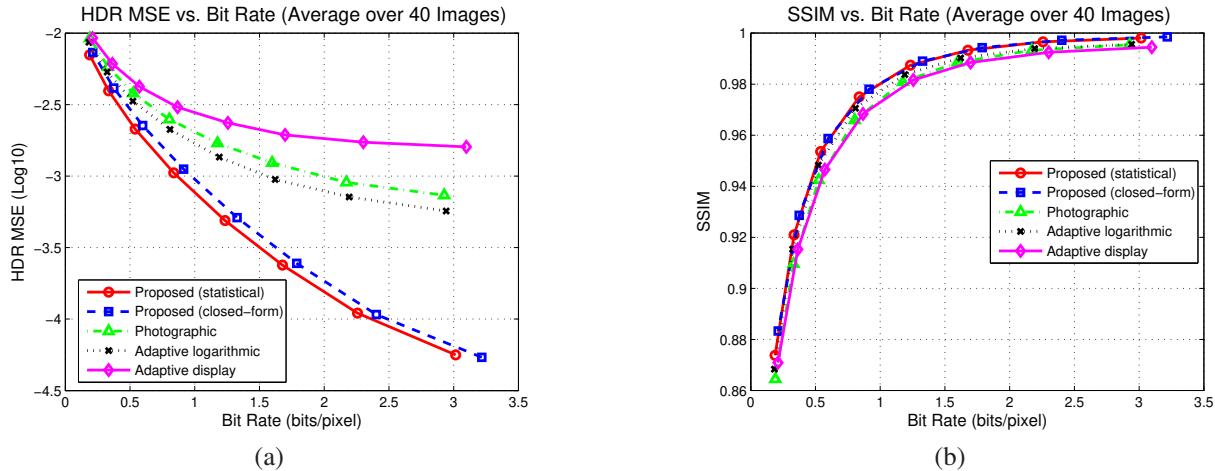 HDR MSE vs. Bit Rate (Average over 40 Images)
HDR MSE (Log10)
−2
−2.5
−3
−3.5
−4
−4.5
Proposed (statistical)
Proposed (closed−form)
Photographic
Adaptive logarithmic
Adaptive display
0 0.5 1 1.5 2 2.5 3 3.5
Bit Rate (bits/pixel)
(a)
SSIM vs. Bit Rate (Average over 40 Images)
SSIM
1
0.98
0.96
0.94
0.92
0.9
0.88
0.86
Proposed (statistical)
Proposed (closed−form)
Photographic
Adaptive logarithmic
Adaptive display
0 0.5 1 1.5 2 2.5 3 3.5
Bit Rate (bits/pixel)
(b)